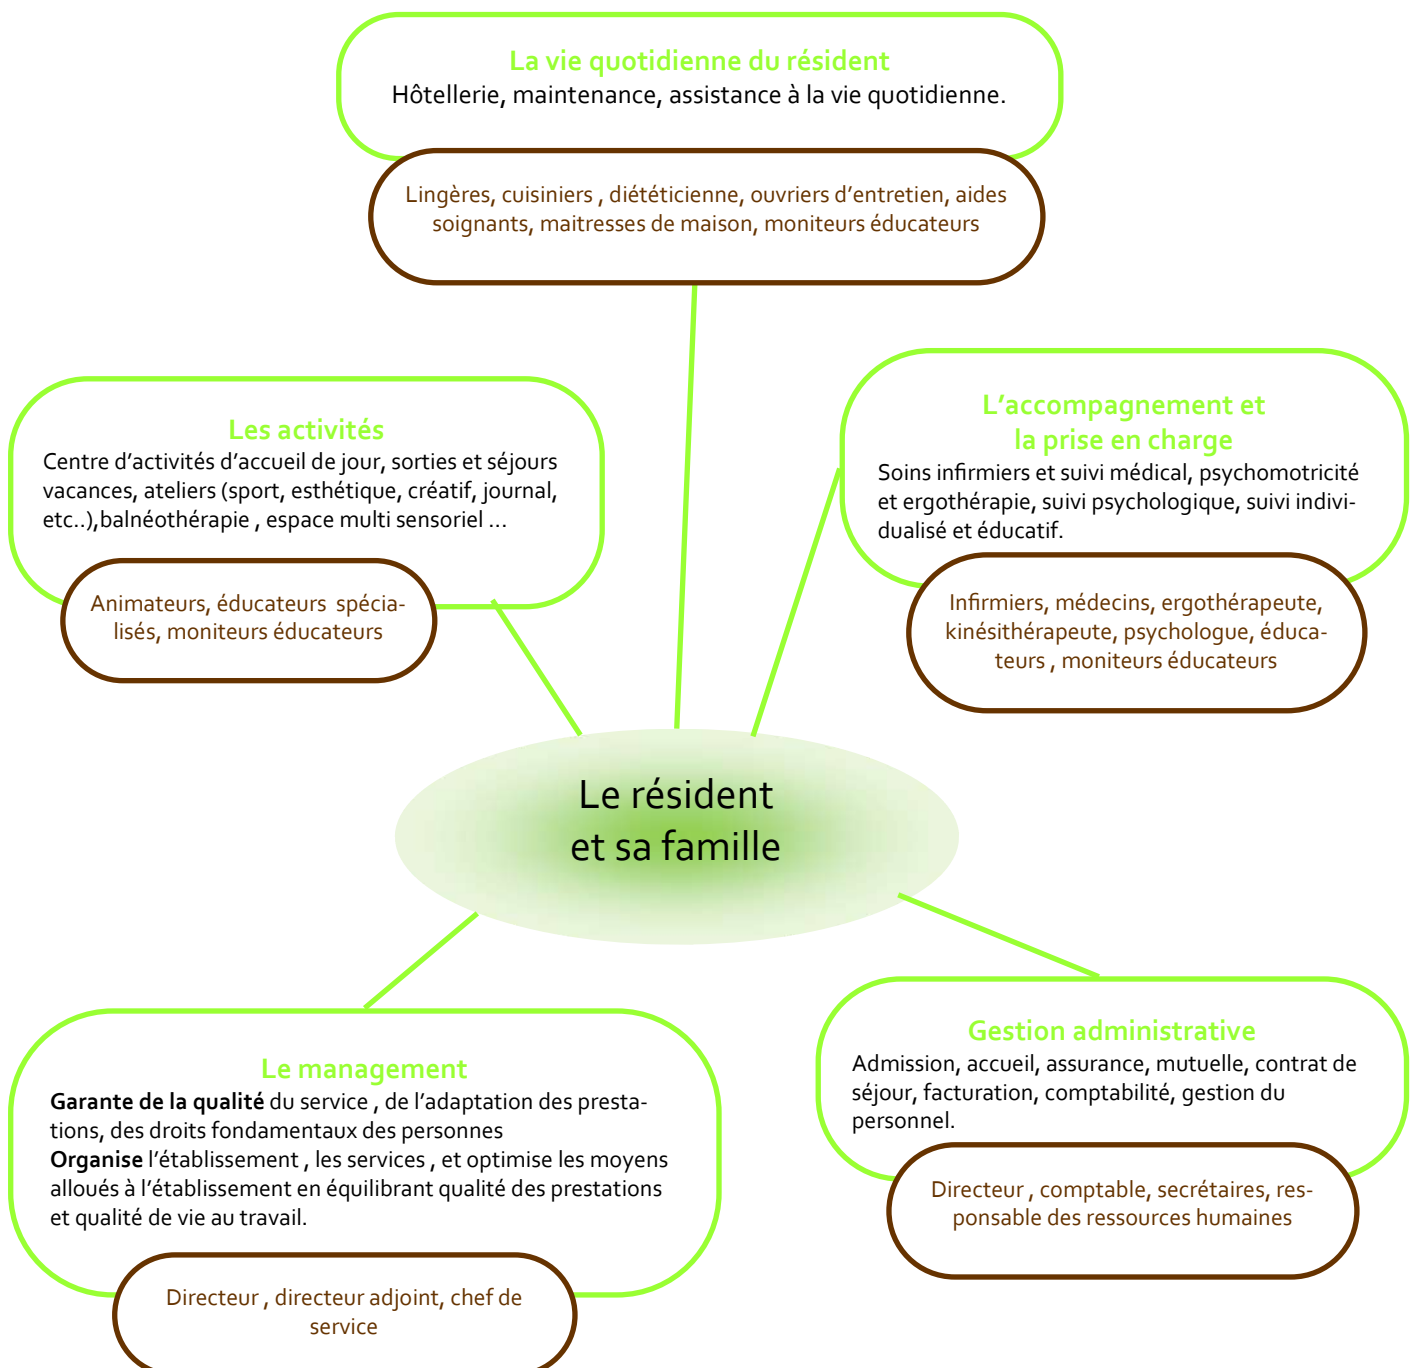 La vie quotidienne du résident
Hôtellerie, maintenance, assistance à la vie quotidienne.
Lingères, cuisiniers , diététicienne, ouvriers d’entretien, aides
soignants, maitresses de maison, moniteurs éducateurs
Les activités
Centre d’activités d’accueil de jour, sorties et séjours
vacances, ateliers (sport, esthétique, créatif, journal,
etc..),balnéothérapie , espace multi sensoriel ...
Animateurs, éducateurs spécia-
lisés, moniteurs éducateurs
L’accompagnement et
la prise en charge
Soins infirmiers et suivi médical, psychomotricité
et ergothérapie, suivi psychologique, suivi indivi-
dualisé et éducatif.
Infirmiers, médecins, ergothérapeute,
kinésithérapeute, psychologue, éduca-
teurs , moniteurs éducateurs
Le résident
et sa famille
Le management
Garante de la qualité du service , de l’adaptation des presta-
tions, des droits fondamentaux des personnes
Organise l’établissement , les services , et optimise les moyens
alloués à l’établissement en équilibrant qualité des prestations
et qualité de vie au travail.
Directeur , directeur adjoint, chef de
service
Gestion administrative
Admission, accueil, assurance, mutuelle, contrat de
séjour, facturation, comptabilité, gestion du
personnel.
Directeur , comptable, secrétaires, res-
ponsable des ressources humaines